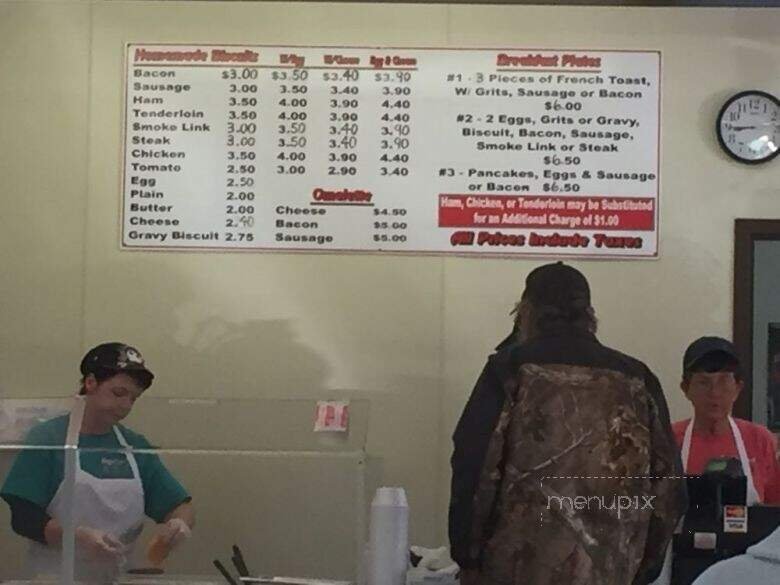 Homemade Biscuits W/Egg W/Cheese Egg & Cheese
Bacon $3.00 $3.50 $3.40 $3.90
Sausage 3.00 3.50 3.40 3.90
Ham 3.50 4.00 3.90 4.40
Tenderloin 3.50 4.00 3.90 4.40
Smoke Link 3.00 3.50 3.40 3.90
Steak 3.00 3.50 3.40 3.90
Chicken 3.50 4.00 3.90 4.40
Tomato 2.50 3.00 2.90 3.40
Egg 2.50
Plain 2.00
Butter 2.00
Cheese 2.90
Gravy Biscuit 2.75
Omelette
Cheese $4.50
Bacon $5.00
Sausage $5.00
Breakfast Plates
#1 - 3 Pieces of French Toast,
W/ Grits, Sausage or Bacon
$6.00
#2 - 2 Eggs, Grits or Gravy,
Biscuit, Bacon, Sausage,
Smoke Link or Steak
$6.50
#3 - Pancakes, Eggs & Sausage
or Bacon $6.50
Ham, Chicken, or Tenderloin may be Substituted
for an Additional Charge of $1.00
All Prices Include Taxes
menupix
VISA